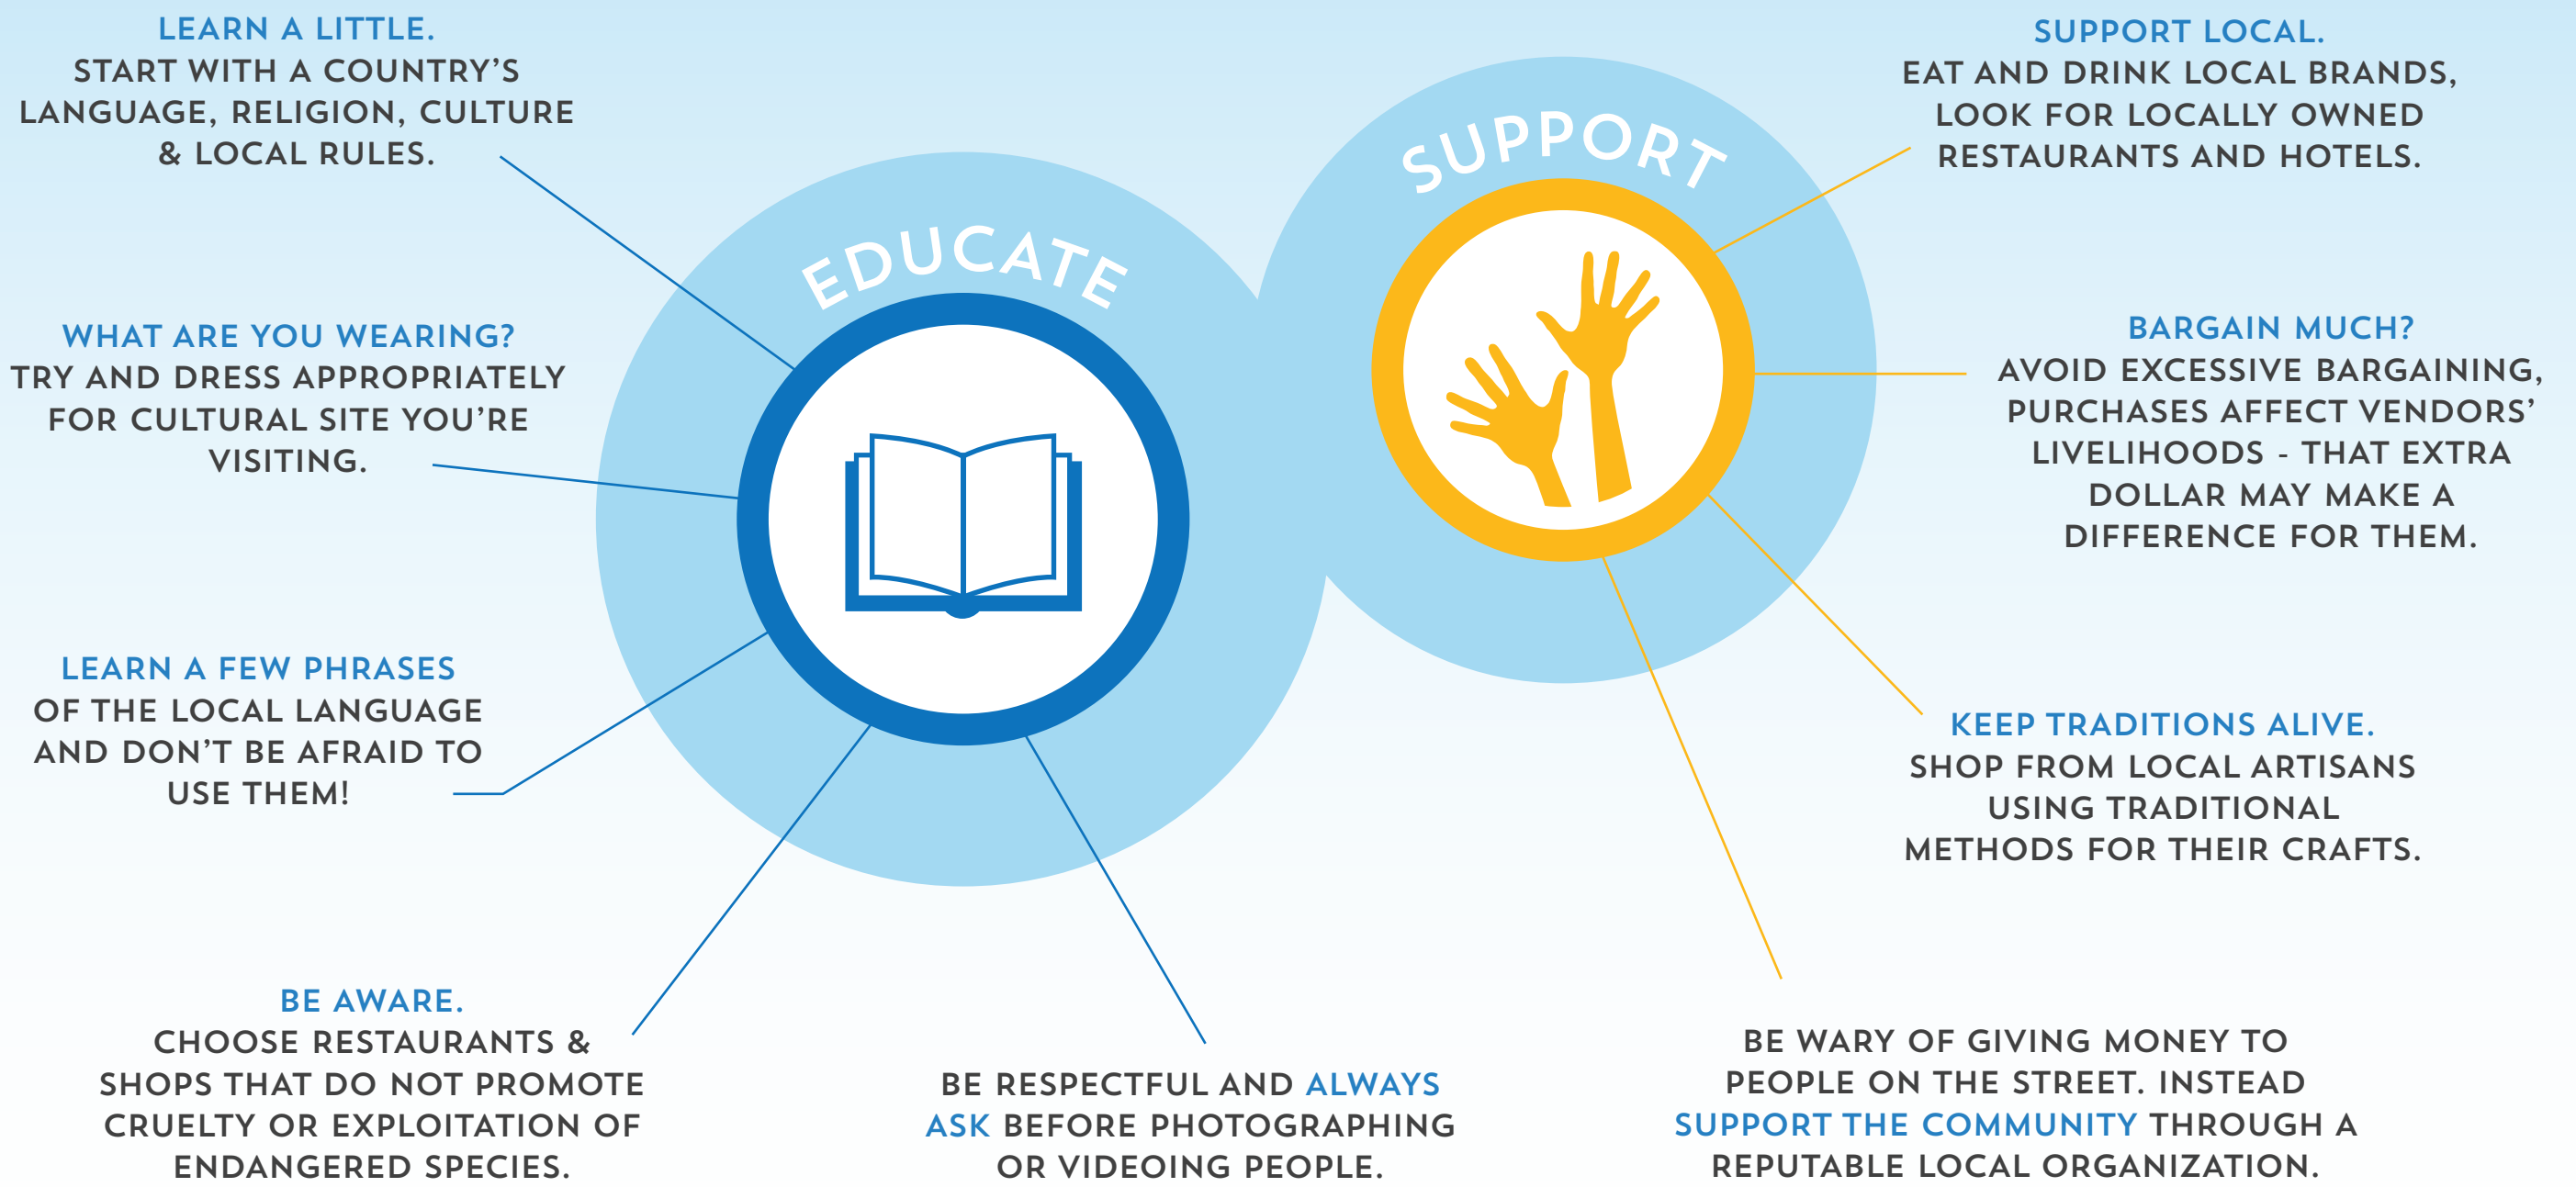 LEARN A LITTLE.
START WITH A COUNTRY'S
LANGUAGE, RELIGION, CULTURE
& LOCAL RULES.
WHAT ARE YOU WEARING?
TRY AND DRESS APPROPRIATELY
FOR CULTURAL SITE YOU'RE
VISITING.
LEARN A FEW PHRASES
OF THE LOCAL LANGUAGE
AND DON'T BE AFRAID TO
USE THEM!
BE AWARE.
CHOOSE RESTAURANTS &
SHOPS THAT DO NOT PROMOTE
CRUELTY OR EXPLOITATION OF
ENDANGERED SPECIES.
EDUCATE
BE RESPECTFUL AND ALWAYS
ASK BEFORE PHOTOGRAPHING
OR VIDEOING PEOPLE.
SUPPORT
SUPPORT LOCAL.
EAT AND DRINK LOCAL BRANDS,
LOOK FOR LOCALLY OWNED
RESTAURANTS AND HOTELS.
BARGAIN MUCH?
AVOID EXCESSIVE BARGAINING,
PURCHASES AFFECT VENDORS'
LIVELIHOODS - THAT EXTRA
DOLLAR MAY MAKE A
DIFFERENCE FOR THEM.
KEEP TRADITIONS ALIVE.
SHOP FROM LOCAL ARTISANS
USING TRADITIONAL
METHODS FOR THEIR CRAFTS.
BE WARY OF GIVING MONEY TO
PEOPLE ON THE STREET. INSTEAD
SUPPORT THE COMMUNITY THROUGH A
REPUTABLE LOCAL ORGANIZATION.